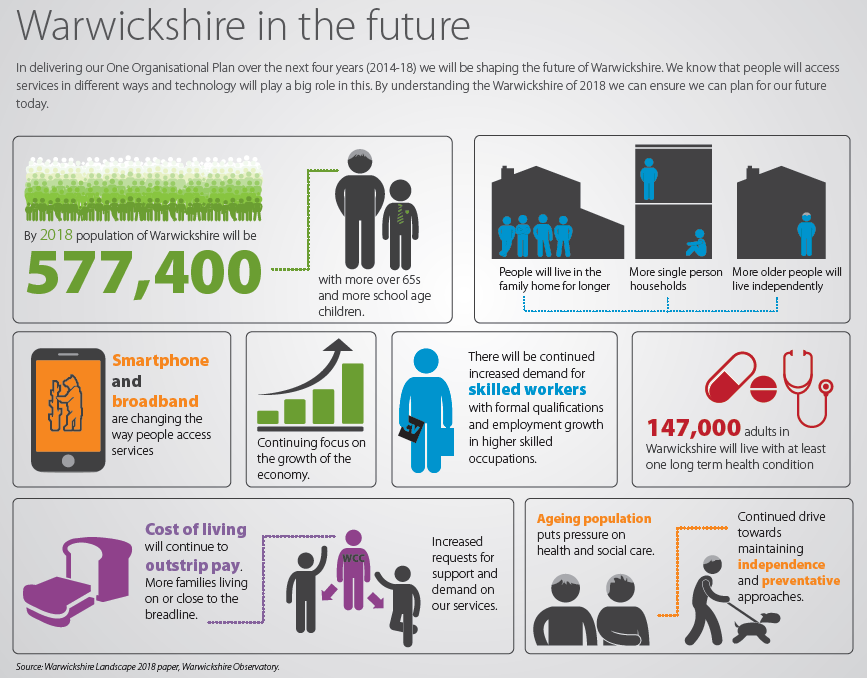 Warwickshire in the future
In delivering our One Organisational Plan over the next four years (2014-18) we will be shaping the future of Warwickshire. We know that people will access
services in different ways and technology will play a big role in this. By understanding the Warwickshire of 2018 we can ensure we can plan for our future
today.
By 2018 population of Warwickshire will be
577,400
with more over 65s
and more school age
children.
People will live in the
family home for longer
More single person
households
More older people will
live independently
Smartphone
and
broadband
are changing the
way people access
services
Continuing focus on
the growth of the
economy.
CV
There will be continued
increased demand for
skilled workers
with formal qualifications
and employment growth
in higher skilled
occupations.
147,000 adults in
Warwickshire will live with at least
one long term health condition
Cost of living
will continue to
outstrip pay.
More families living
on or close to the
breadline.
WCC
Increased
requests for
support and
demand on
our services.
Ageing population
puts pressure on
health and social care.
Continued drive
towards
maintaining
independence
and preventative
approaches.
Source: Warwickshire Landscape 2018 paper, Warwickshire Observatory.